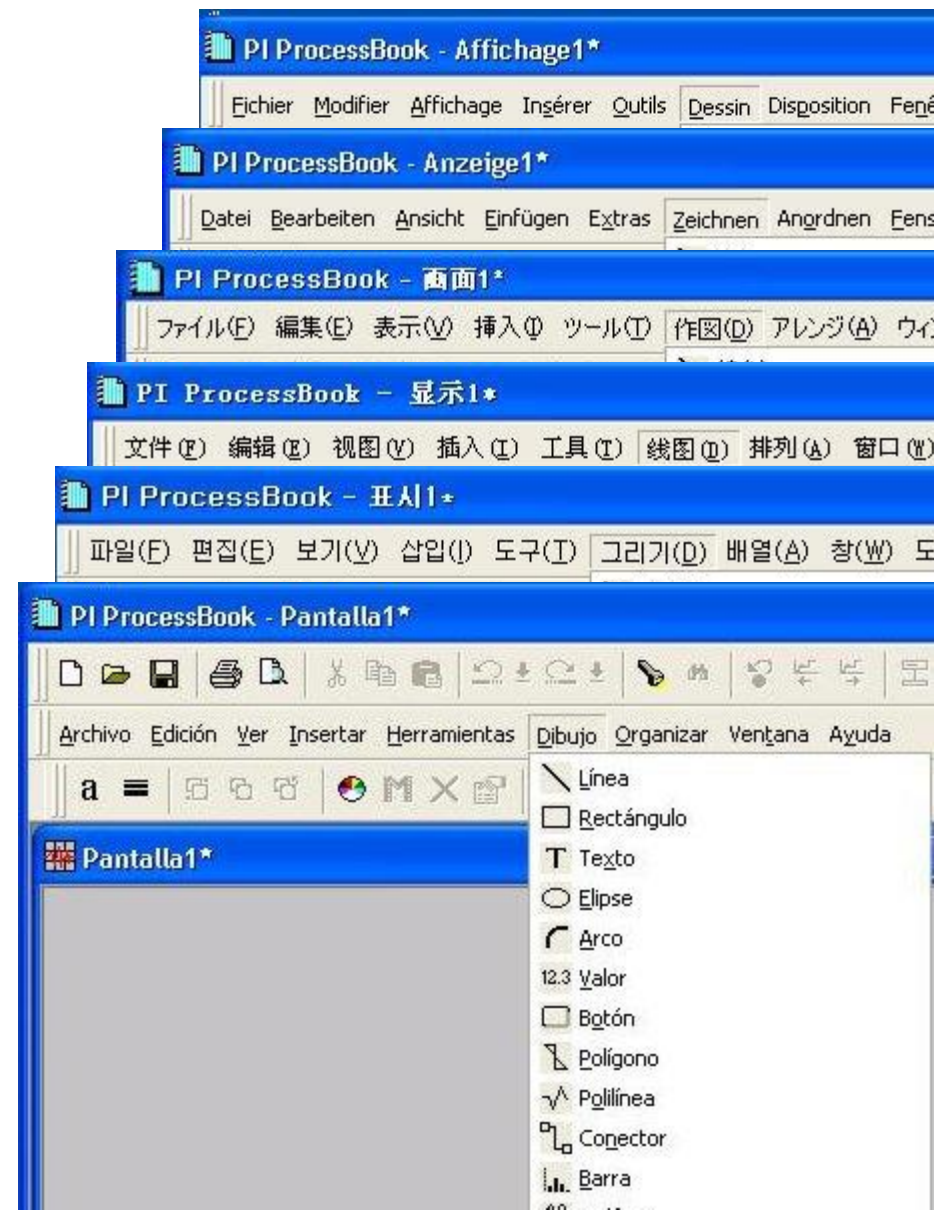 PI ProcessBook - Affichage1*
Fichier Modifier Affichage Insérer Outils Dessin Disposition
PI ProcessBook - Anzeige1*
Datei Bearbeiten Ansicht Einfügen Extras Zeichnen Anordnen
PI ProcessBook - 画面1*
ファイル(F) 編集(E) 表示(V) 挿入(I) ツール(T) 作図(D) アレンジ(A)
PI ProcessBook - 显示1*
文件(F) 编辑(E) 视图(V) 插入(I) 工具(T) 线图(D) 排列(A) 窗口(W)
PI ProcessBook - 표시1*
파일(F) 편집(E) 보기(V) 삽입(I) 도구(T) 그리기(D) 배열(A) 창(W)
PI ProcessBook - Pantalla1*
Archivo Edición Ver Insertar Herramientas Dibujo Organizar Ventana Ayuda
a
Pantalla1*
Línea
Rectángulo
T Texto
Elipse
Arco
12.3 Valor
Botón
Polígono
Polilínea
Conector
Barra